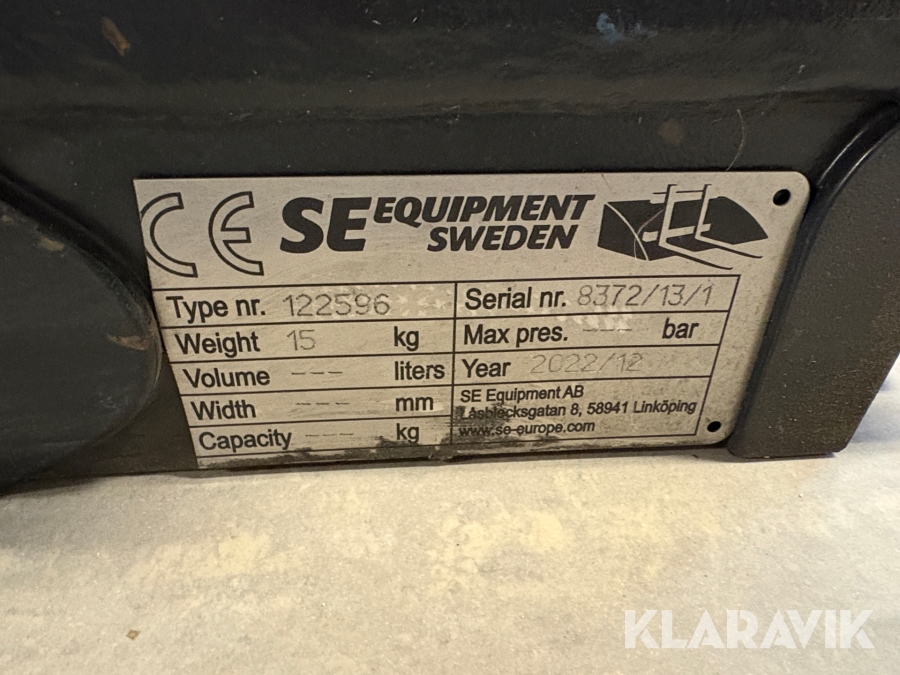 CE SE EQUIPMENT
SWEDEN
Type nr. 122596 Serial nr. 8372/13/1
Weight 15 kg Max pres. --- bar
Volume --- liters Year 2022/12
Width --- mm SE Equipment AB
Låsblecksgatan 8, 58941 Linköping
Capacity --- kg www.se-europe.com
KLARAVIK